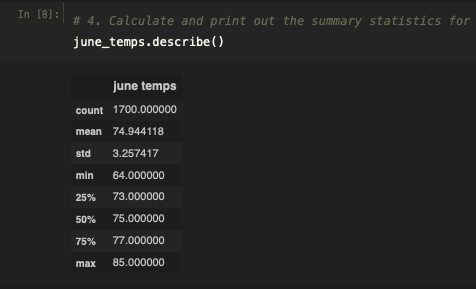 In [8]: # 4. Calculate and print out the summary statistics for
june_temps.describe()
june temps
count 1700.000000
mean 74.944118
std 3.257417
min 64.000000
25% 73.000000
50% 75.000000
75% 77.000000
max 85.000000